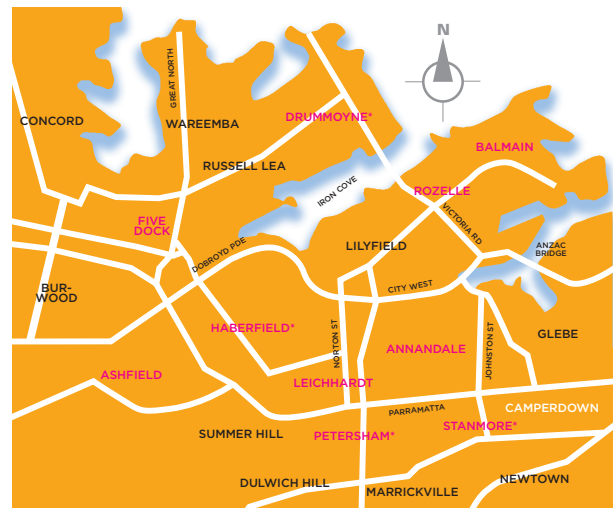 N
GREAT NORTH
CONCORD
WAREEMBA
DRUMMOYNE*
BALMAIN
RUSSELL LEA
IRON COVE
ROZELLE
FIVE
DOCK
VICTORIA RD
LILYFIELD
ANZAC
BRIDGE
DOBROYD PDE
BUR-
WOOD
CITY WEST
HABERFIELD*
NORTON ST
JOHNSTON ST
GLEBE
ANNANDALE
ASHFIELD
LEICHHARDT
PARRAMATTA
CAMPERDOWN
SUMMER HILL
PETERSHAM*
STANMORE*
DULWICH HILL
MARRICKVILLE
NEWTOWN